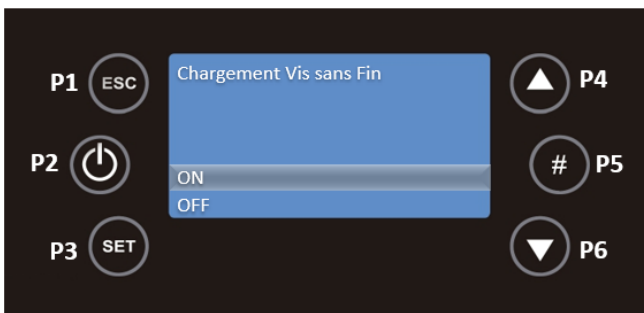 P1 ESC
Chargement Vis sans Fin
P4
P2
# P5
ON
OFF
P3 SET
P6